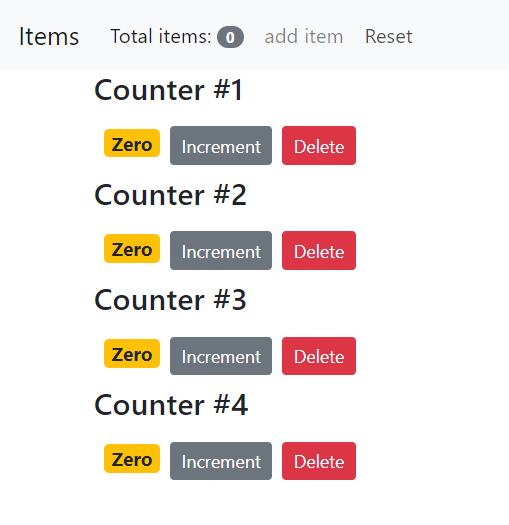 Items Total items: 0 add item Reset
Counter #1
Zero Increment Delete
Counter #2
Zero Increment Delete
Counter #3
Zero Increment Delete
Counter #4
Zero Increment Delete